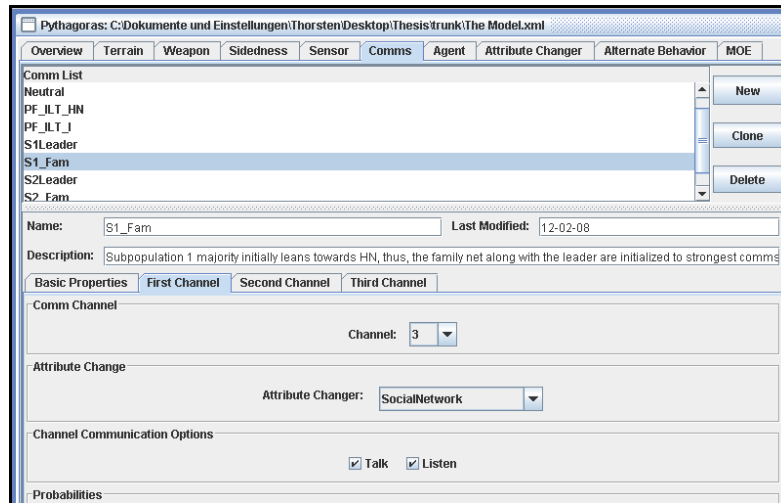 Pythagoras: C:\Dokumente und Einstellungen\Thorsten\Desktop\Thesis\trunk\The Model.xml
Overview Terrain Weapon Sidedness Sensor Comms Agent Attribute Changer Alternate Behavior MOE
Comm List
Neutral
New
PF_ILT_HN
PF_ILT_I
S1Leader
Clone
S1_Fam
S2Leader
Delete
S2_Fam
Name: S1_Fam Last Modified: 12-02-08
Description: Subpopulation 1 majority initially leans towards HN, thus, the family net along with the leader are initialized to strongest comms
Basic Properties First Channel Second Channel Third Channel
Comm Channel
Channel: 3
Attribute Change
Attribute Changer: SocialNetwork
Channel Communication Options
Talk Listen
Probabilities